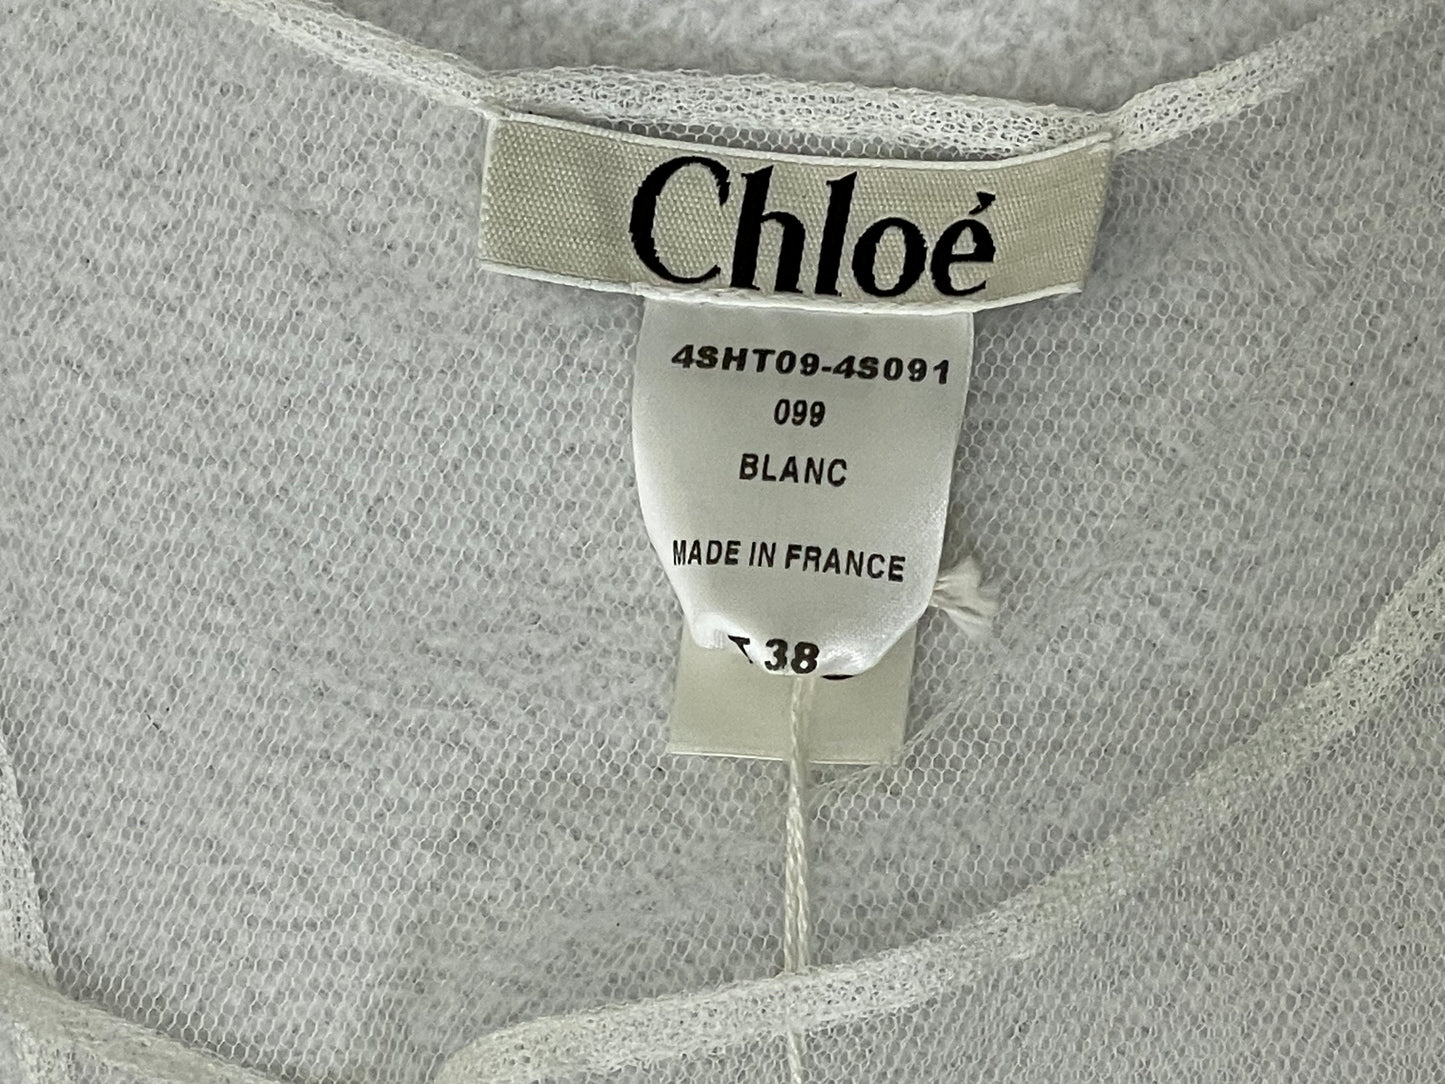 Chloé
4SHT09-4S091
099
BLANC
MADE IN FRANCE
T 38